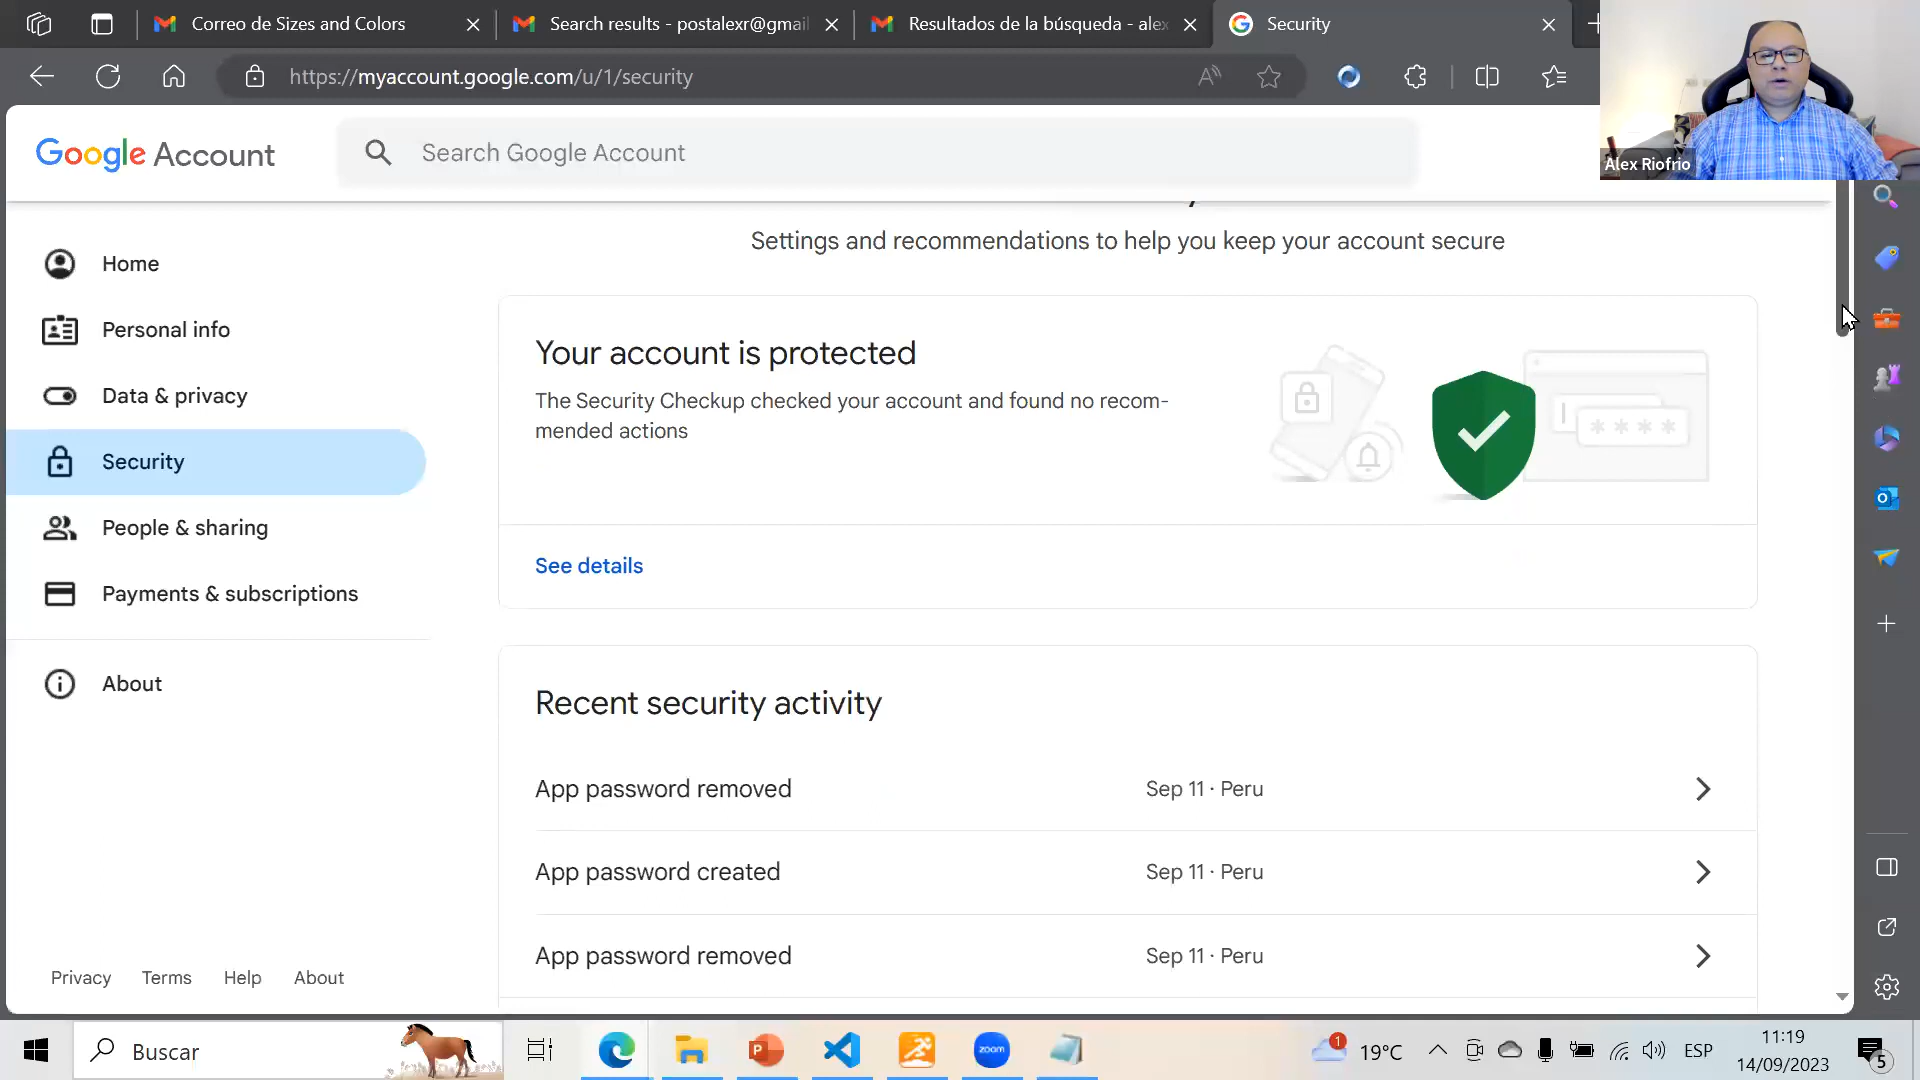 Correo de Sizes and Colors
Search results - postalexr@gmai
Resultados de la búsqueda - alex
Security
https://myaccount.google.com/u/1/security
Alex Riofrio
Google Account
Search Google Account
Settings and recommendations to help you keep your account secure
Home
Personal info
Data & privacy
Security
People & sharing
Payments & subscriptions
About
Your account is protected
The Security Checkup checked your account and found no recom-
mended actions
See details
Recent security activity
App password removed
Sep 11 · Peru
App password created
Sep 11 · Peru
App password removed
Sep 11 · Peru
Privacy
Terms
Help
About
Buscar
zoom
1
19°C
ESP
11:19
14/09/2023
5